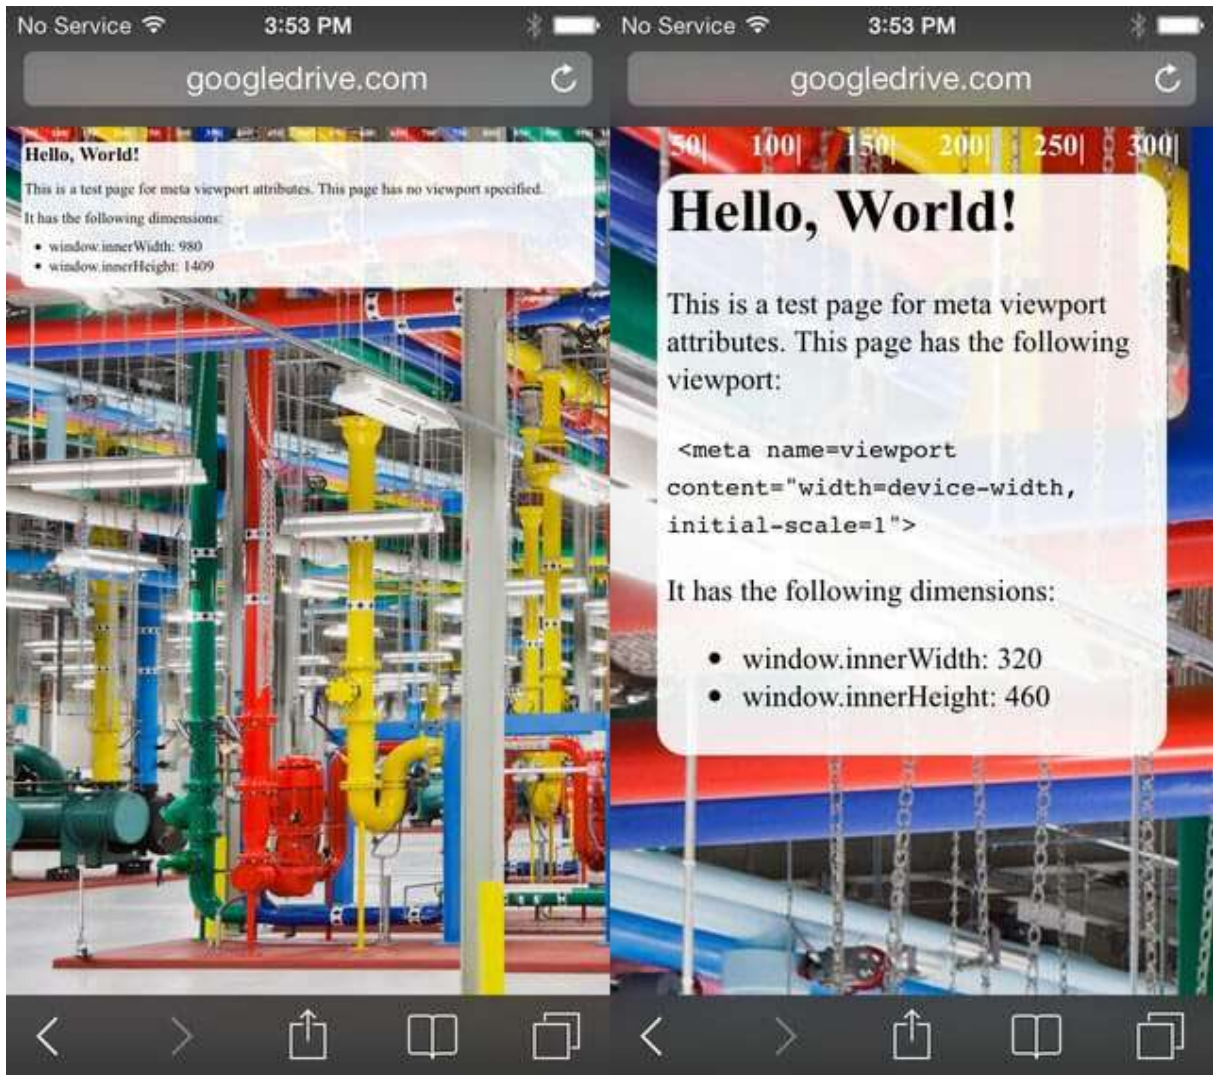 No Service 3:53 PM
googledrive.com
Hello, World!
This is a test page for meta viewport attributes. This page has no viewport specified.
It has the following dimensions:
• window.innerWidth: 980
• window.innerHeight: 1409
No Service 3:53 PM
googledrive.com
50| 100| 150| 200| 250| 300|
Hello, World!
This is a test page for meta viewport
attributes. This page has the following
viewport:
<meta name=viewport
content="width=device-width,
initial-scale=1">
It has the following dimensions:
• window.innerWidth: 320
• window.innerHeight: 460